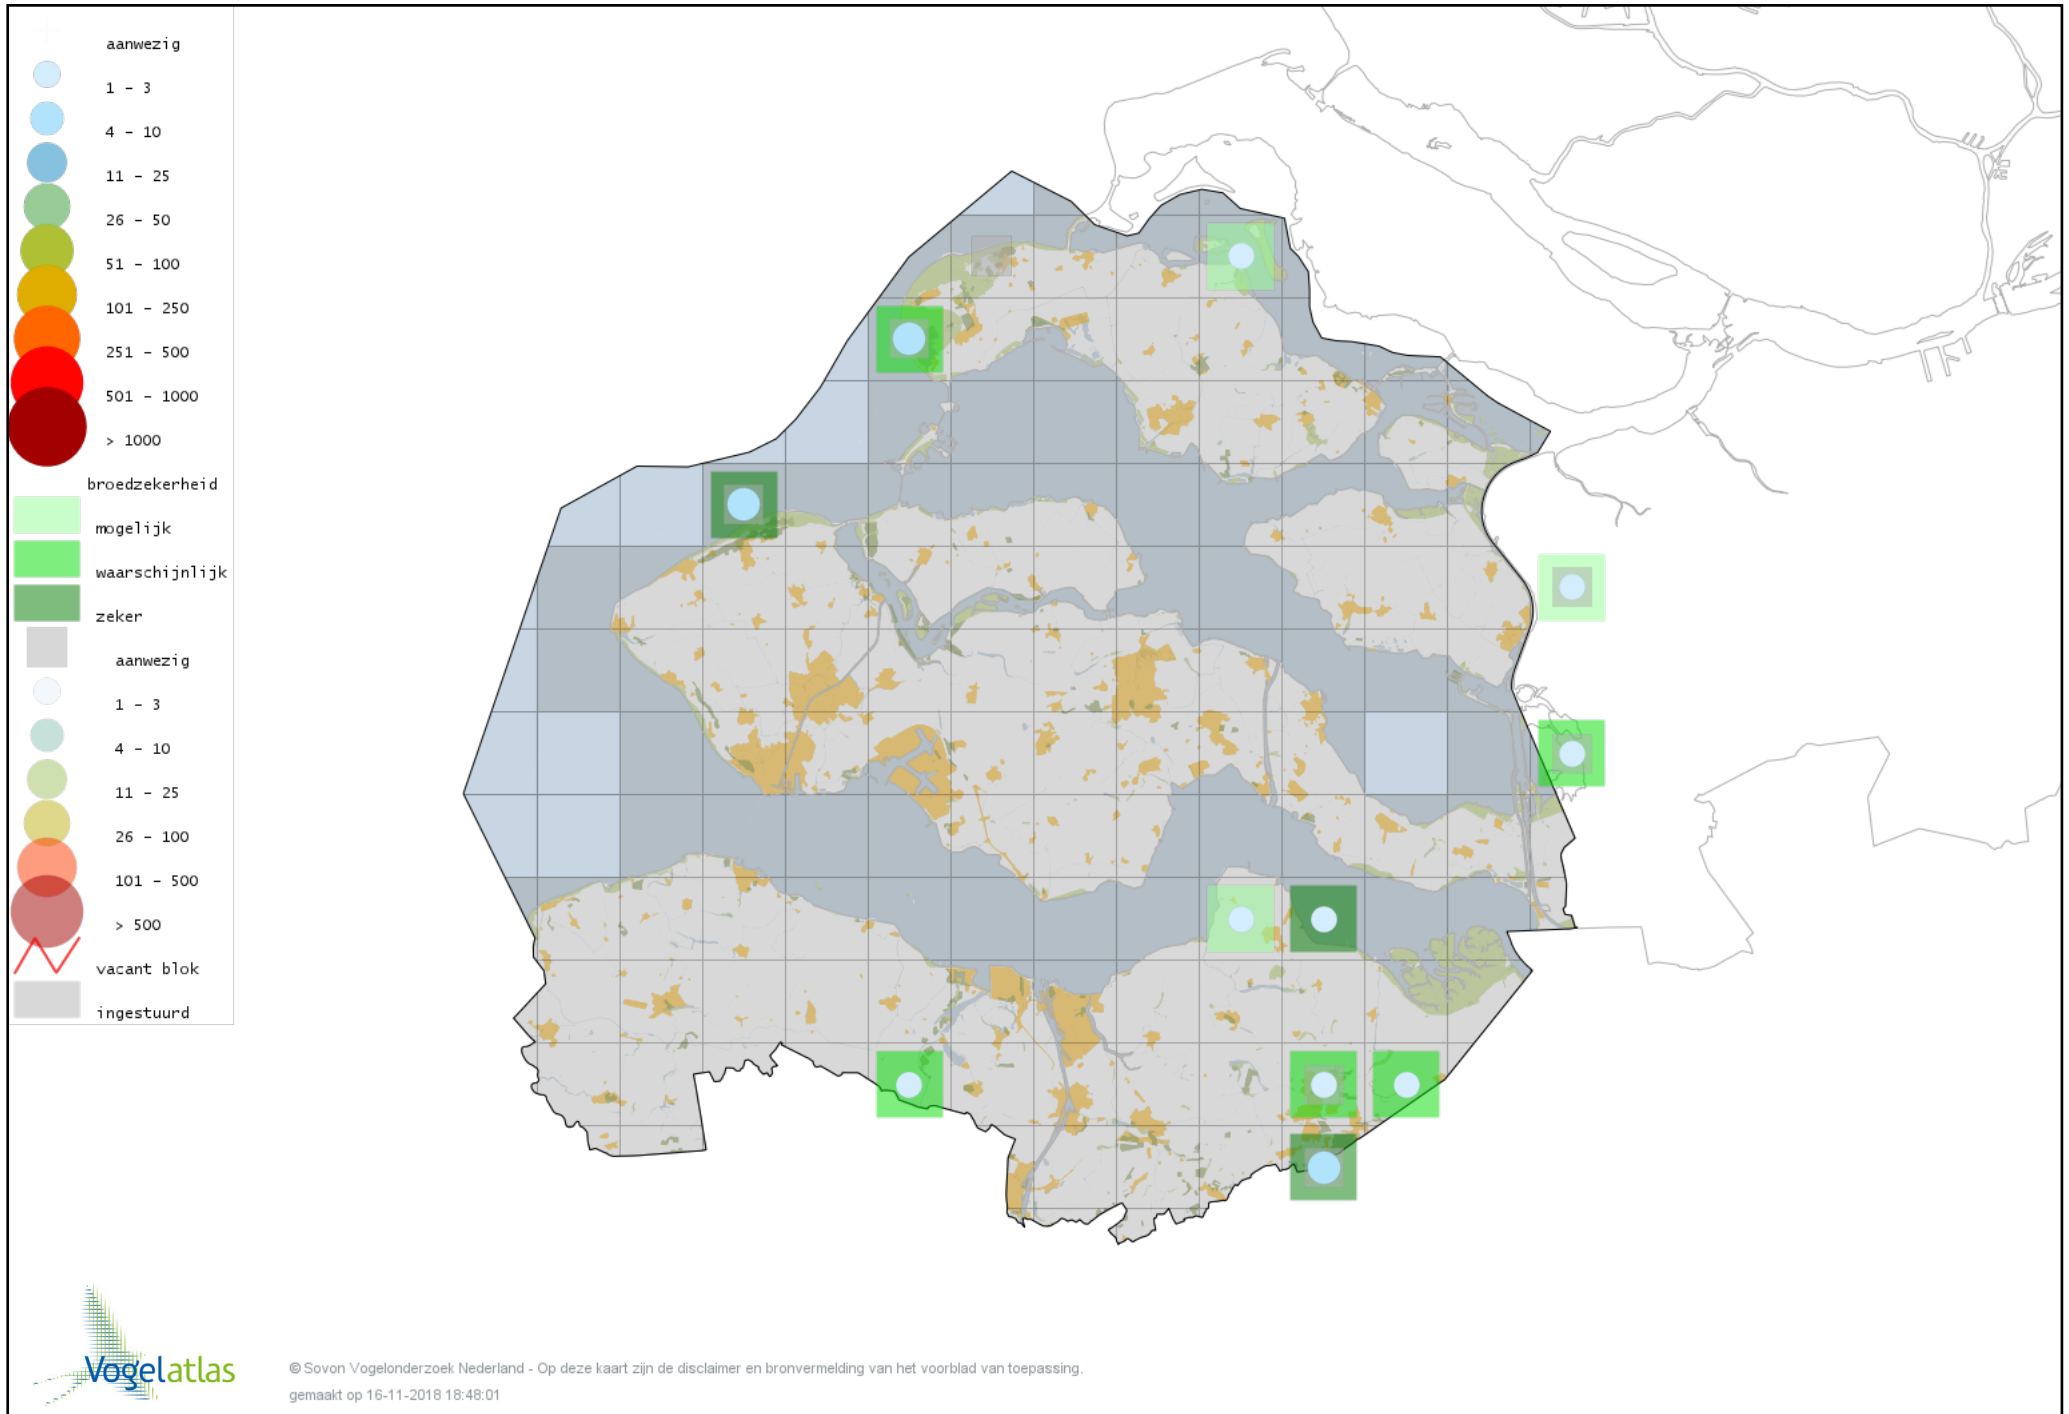 aanwezig
1 - 3
4 - 10
11 - 25
26 - 50
51 - 100
101 - 250
251 - 500
501 - 1000
> 1000
broedzekerheid
mogelijk
waarschijnlijk
zeker
aanwezig
1 - 3
4 - 10
11 - 25
26 - 100
101 - 500
> 500
vacant blok
ingestuurd
Vogelatlas
© Sovon Vogelonderzoek Nederland - Op deze kaart zijn de disclaimer en bronvermelding van het voorblad van toepassing.
gemaakt op 16-11-2018 18:48:01